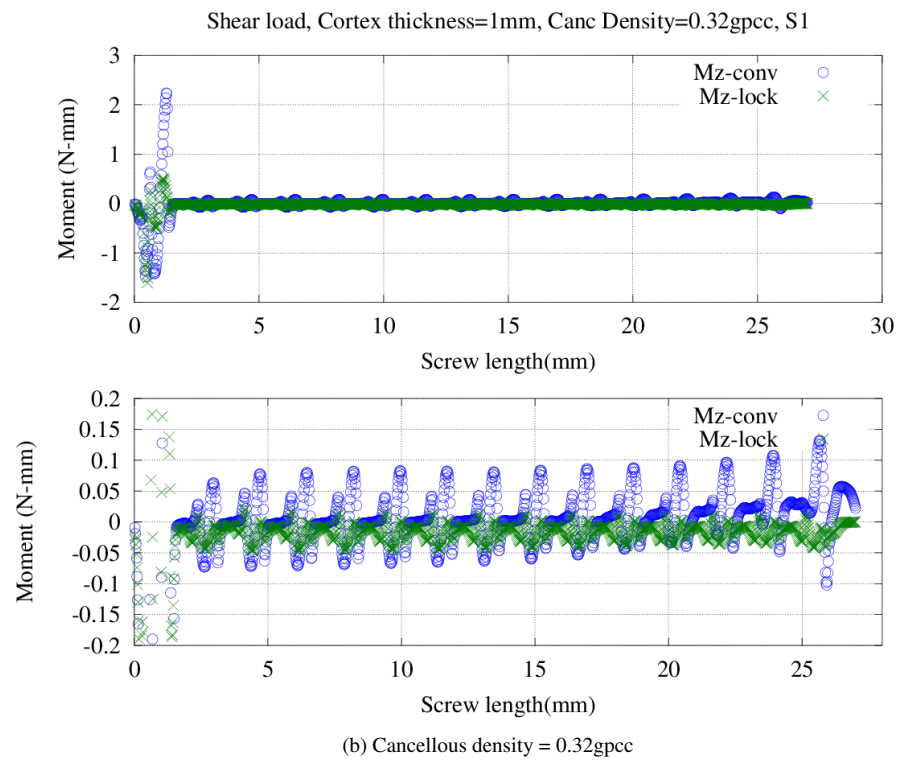 Shear load, Cortex thickness=1mm, Canc Density=0.32gpcc, S1
3
2
1
0
-1
-2
Moment (N-mm)
Mz-conv
Mz-lock
0 5 10 15 20 25 30
Screw length(mm)
0.2
0.15
0.1
0.05
0
-0.05
-0.1
-0.15
-0.2
Moment (N-mm)
Mz-conv
Mz-lock
0 5 10 15 20 25
Screw length(mm)
(b) Cancellous density = 0.32gpcc